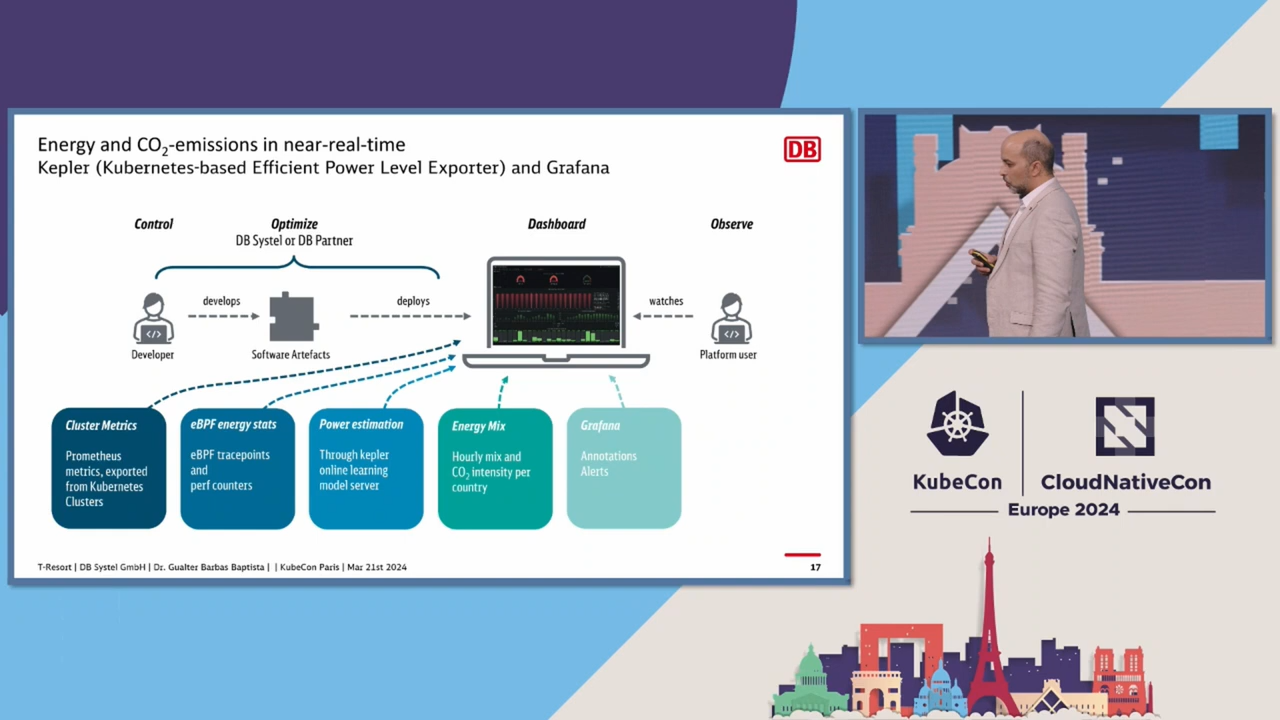 Energy and CO₂-emissions in near-real-time
Kepler (Kubernetes-based Efficient Power Level Exporter) and Grafana
DB
Control
Optimize
DB Systel or DB Partner
Dashboard
Observe
develops
deploys
watches
Developer
Software Artefacts
Platform user
Cluster Metrics
Prometheus
metrics, exported
from Kubernetes
Clusters
eBPF energy stats
eBPF tracepoints
and
perf counters
Power estimation
Through kepler
online learning
model server
Energy Mix
Hourly mix and
CO₂ intensity per
country
Grafana
Annotations
Alerts
T-Resort | DB Systel GmbH | Dr. Gualter Barbas Baptista | | KubeCon Paris | Mar 21st 2024
17
KubeCon
CloudNativeCon
Europe 2024